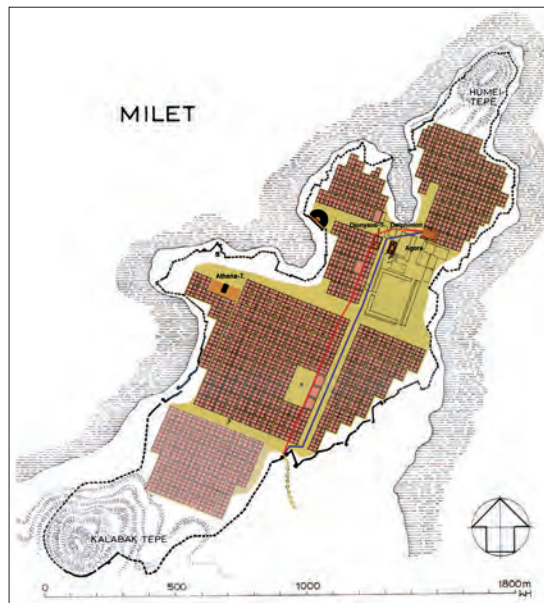 MILET
HUMEI
TEPE
Dionysos-T.
Agora
Athena-T.
KALABAK TEPE
0 500 1000 1800m